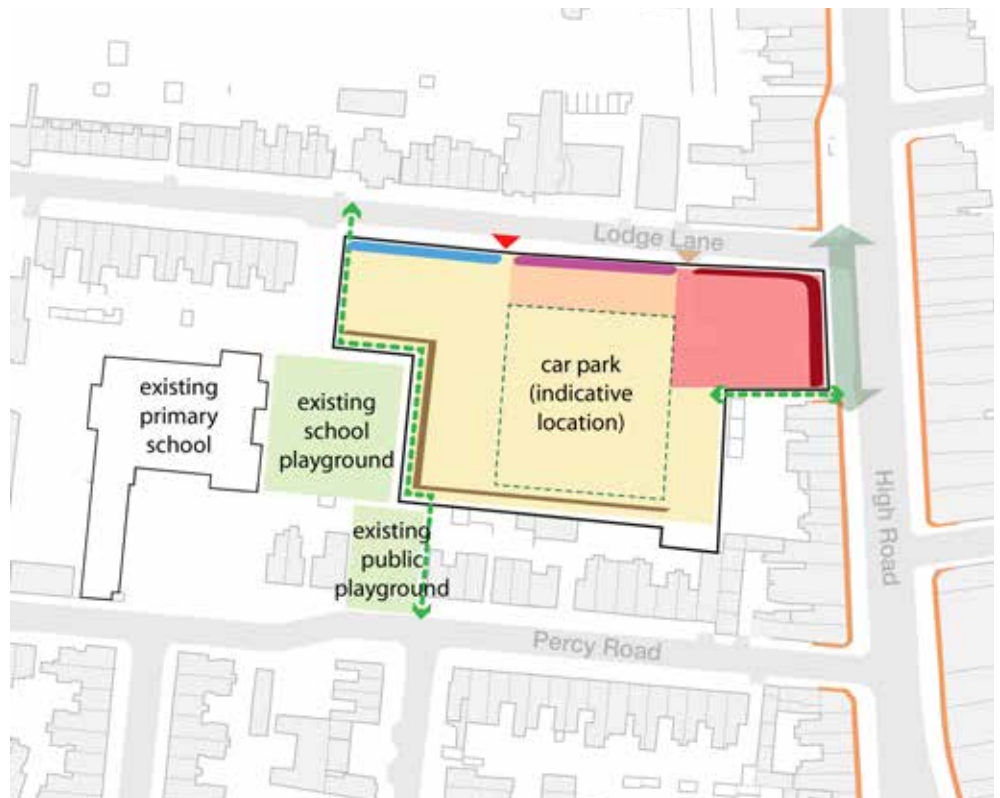 Lodge Lane
car park
(indicative
location)
existing
primary
school
existing
school
playground
High Road
existing
public
playground
Percy Road